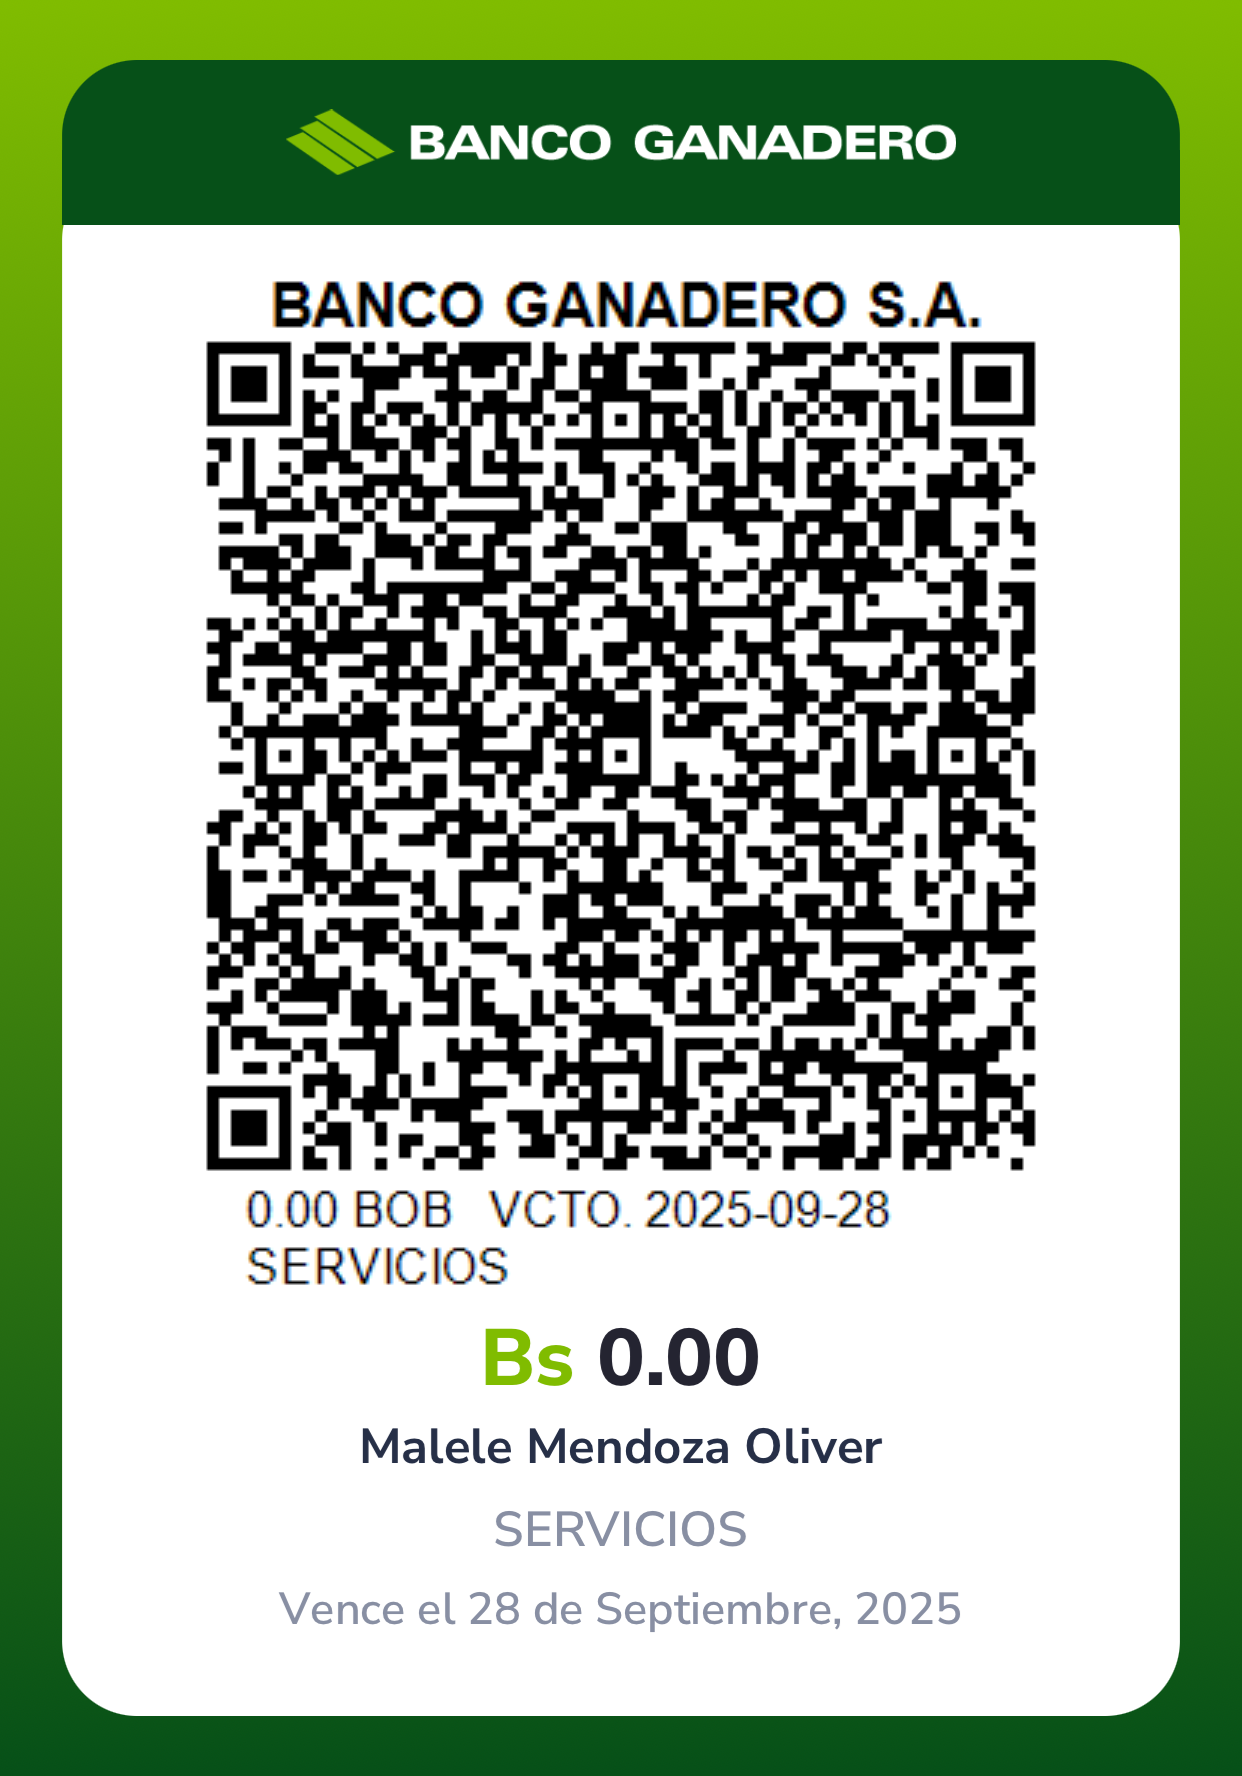 BANCO GANADERO
BANCO GANADERO S.A.
0.00 BOB VCTO. 2025-09-28
SERVICIOS
Bs 0.00
Malele Mendoza Oliver
SERVICIOS
Vence el 28 de Septiembre, 2025